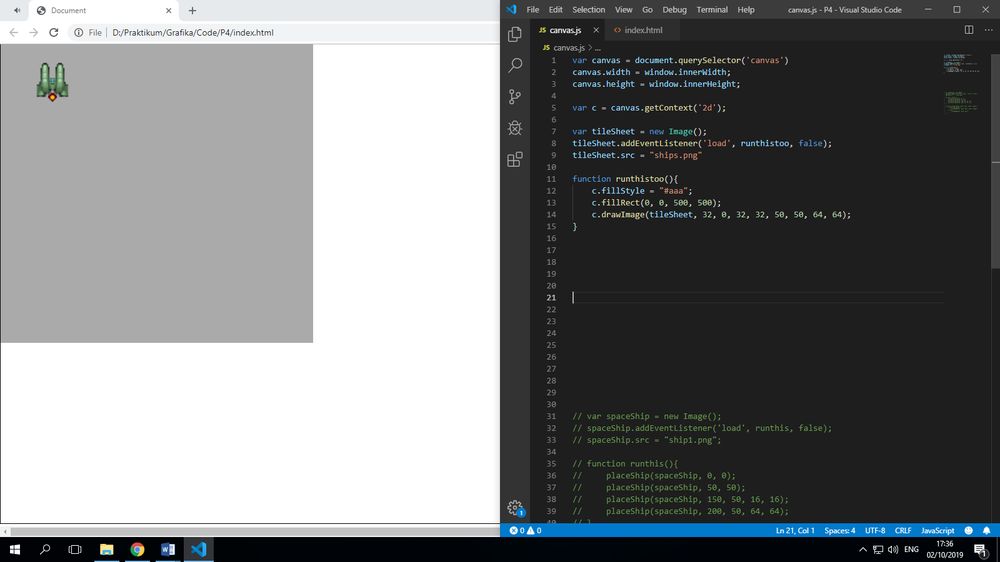 Document
File
D:/Praktikum/Grafika/Code/P4/index.html
File Edit Selection View Go Debug Terminal Help
canvas.js - P4 - Visual Studio Code
JS canvas.js
<> index.html
JS canvas.js > ...
1 var canvas = document.querySelector('canvas')
2 canvas.width = window.innerWidth;
3 canvas.height = window.innerHeight;
4
5 var c = canvas.getContext('2d');
6
7 var tileSheet = new Image();
8 tileSheet.addEventListener('load', runthistoo, false);
9 tileSheet.src = "ships.png"
10
11 function runthistoo(){
12     c.fillStyle = "#aaa";
13     c.fillRect(0, 0, 500, 500);
14     c.drawImage(tileSheet, 32, 0, 32, 32, 50, 50, 64, 64);
15 }
16
17
18
19
20
21
22
23
24
25
26
27
28
29
30
31 // var spaceShip = new Image();
32 // spaceShip.addEventListener('load', runthis, false);
33 // spaceShip.src = "ship1.png";
34
35 // function runthis(){
36 //     placeShip(spaceShip, 0, 0);
37 //     placeShip(spaceShip, 50, 50);
38 //     placeShip(spaceShip, 150, 50, 16, 16);
39 //     placeShip(spaceShip, 200, 50, 64, 64);
40 // }
1
0 0
Ln 21, Col 1 Spaces: 4 UTF-8 CRLF JavaScript
ENG
17:36
02/10/2019
1